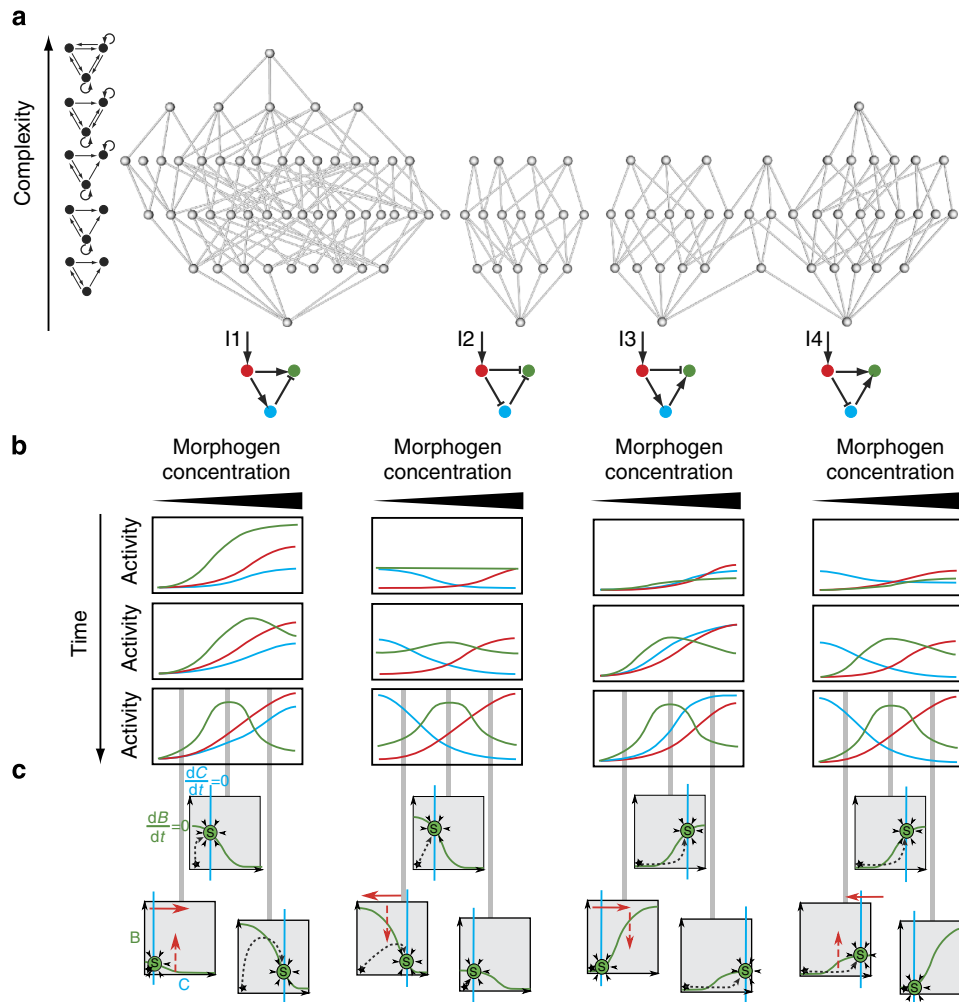 a
Complexity
I1
I2
I3
I4
b
Morphogen
concentration
Morphogen
concentration
Morphogen
concentration
Morphogen
concentration
Time
Activity
Activity
Activity
c
dC
dt
=0
dB
dt
=0
S
S
S
S
B
C
S
S
S
S
S
S
S
S